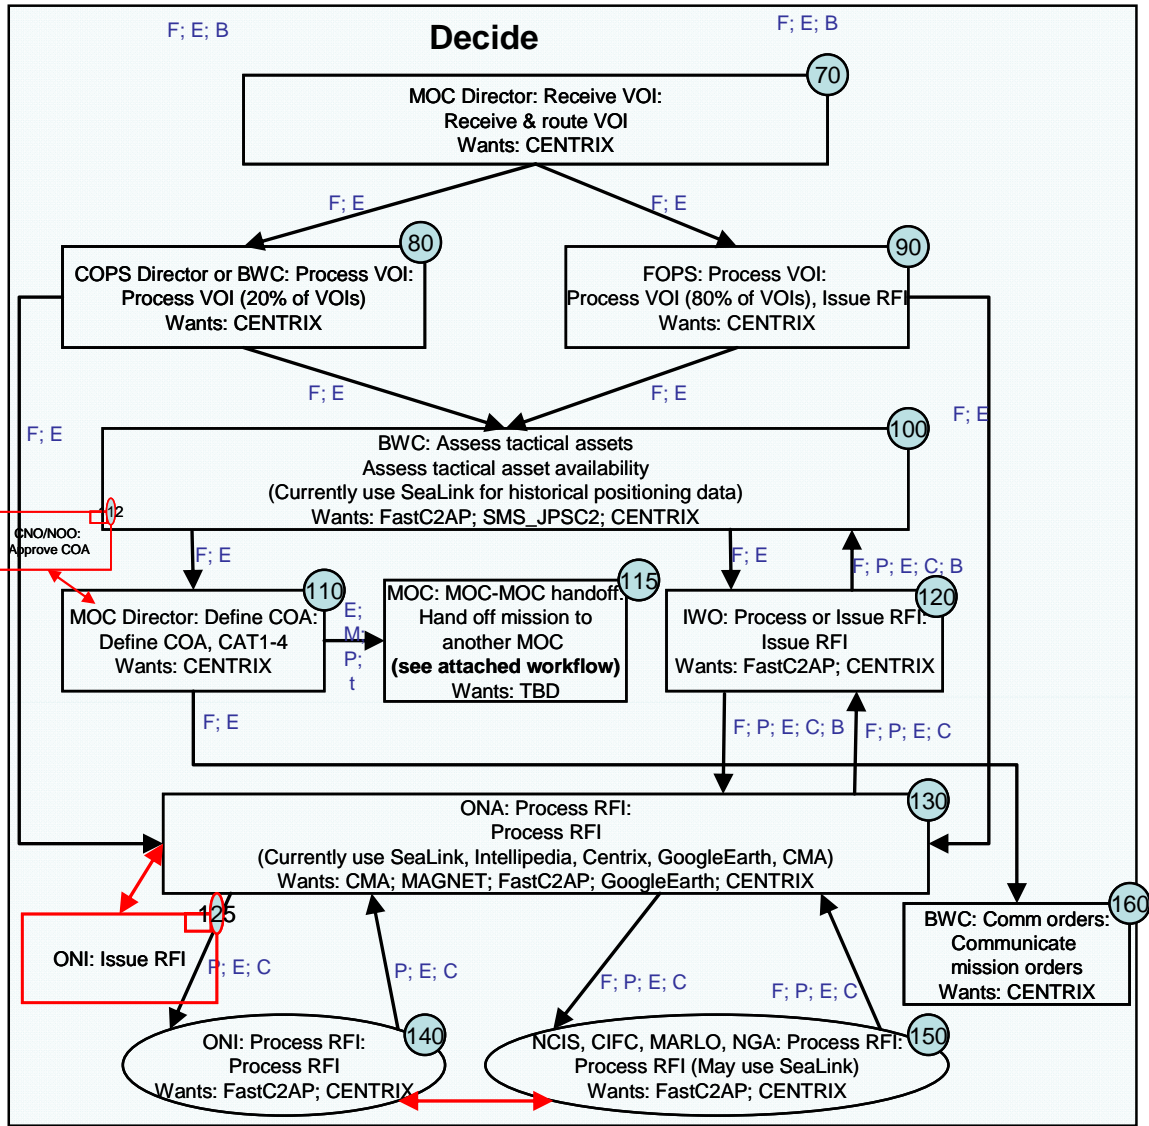 F; E; B
Decide
F; E; B
70
MOC Director: Receive VOI:
Receive & route VOI
Wants: CENTRIX
F; E
F; E
80
COPS Director or BWC: Process VOI:
Process VOI (20% of VOIs)
Wants: CENTRIX
90
FOPS: Process VOI:
Process VOI (80% of VOIs), Issue RFI
Wants: CENTRIX
F; E
F; E
F; E
F; E
100
BWC: Assess tactical assets
Assess tactical asset availability
(Currently use SeaLink for historical positioning data)
Wants: FastC2AP; SMS_JPSC2; CENTRIX
112
CNO/NOO:
Approve COA
F; E
F; E
F; P; E; C; B
110
MOC Director: Define COA:
Define COA, CAT1-4
Wants: CENTRIX
E;
M;
P;
t
115
MOC: MOC-MOC handoff:
Hand off mission to
another MOC
(see attached workflow)
Wants: TBD
120
IWO: Process or Issue RFI:
Issue RFI
Wants: FastC2AP; CENTRIX
F; E
F; P; E; C; B
F; P; E; C
130
ONA: Process RFI:
Process RFI
(Currently use SeaLink, Intellipedia, Centrix, GoogleEarth, CMA)
Wants: CMA; MAGNET; FastC2AP; GoogleEarth; CENTRIX
125
ONI: Issue RFI
P; E; C
P; E; C
F; P; E; C
F; P; E; C
160
BWC: Comm orders:
Communicate
mission orders
Wants: CENTRIX
140
ONI: Process RFI:
Process RFI
Wants: FastC2AP; CENTRIX
150
NCIS, CIFC, MARLO, NGA: Process RFI:
Process RFI (May use SeaLink)
Wants: FastC2AP; CENTRIX